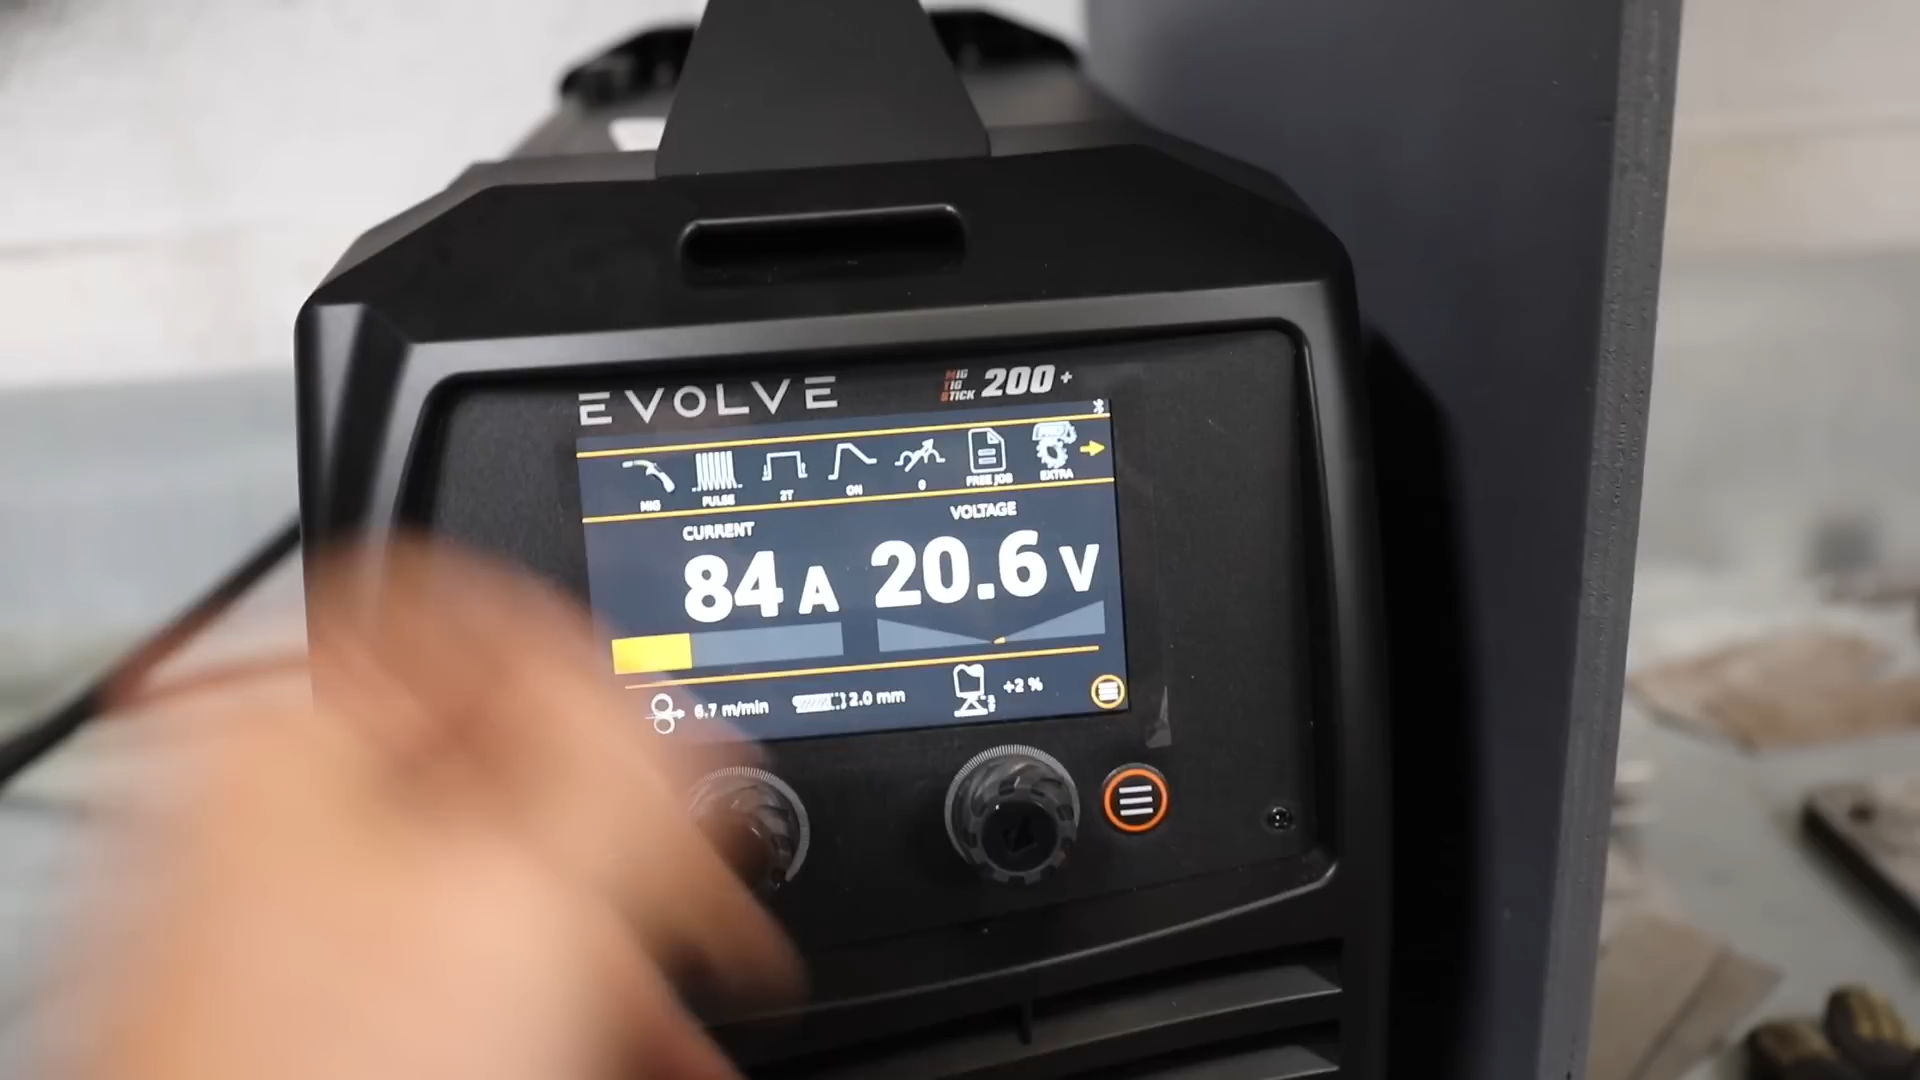 EVOLVE
MIG
TIG
STICK
200+
MIG
PULSE
2T
ON
0
FREE JOB
PRO
EXTRA
CURRENT
VOLTAGE
84 A
20.6 V
6.7 m/min
2.0 mm
+2 %